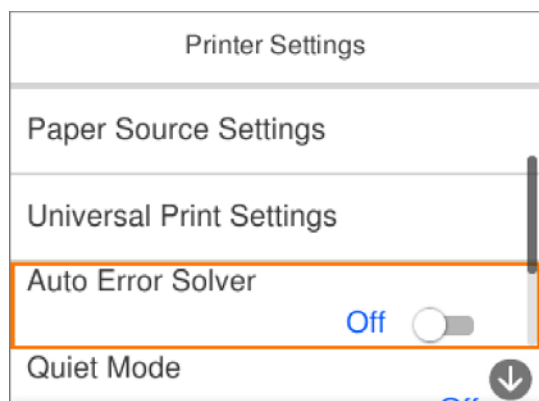 Printer Settings
Paper Source Settings
Universal Print Settings
Auto Error Solver
Off
Quiet Mode